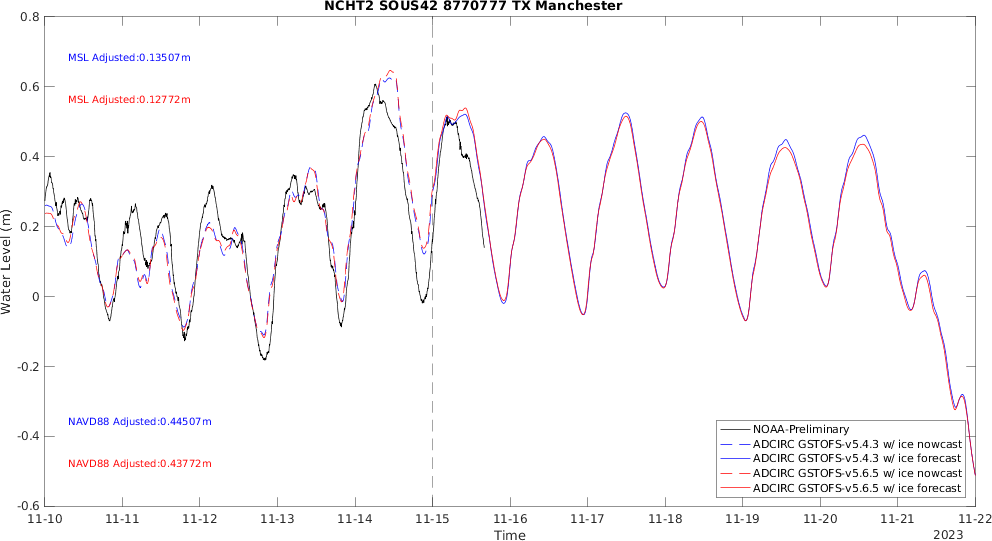 NCHT2 SOUS42 8770777 TX Manchester
0.8
0.6
0.4
0.2
0
-0.2
-0.4
-0.6
Water Level (m)
MSL Adjusted:0.13507m
MSL Adjusted:0.12772m
NAVD88 Adjusted:0.44507m
NAVD88 Adjusted:0.43772m
NOAA-Preliminary
ADCIRC GSTOFS-v5.4.3 w/ ice nowcast
ADCIRC GSTOFS-v5.4.3 w/ ice forecast
ADCIRC GSTOFS-v5.6.5 w/ ice nowcast
ADCIRC GSTOFS-v5.6.5 w/ ice forecast
11-10 11-11 11-12 11-13 11-14 11-15 11-16 11-17 11-18 11-19 11-20 11-21 11-22
Time
2023